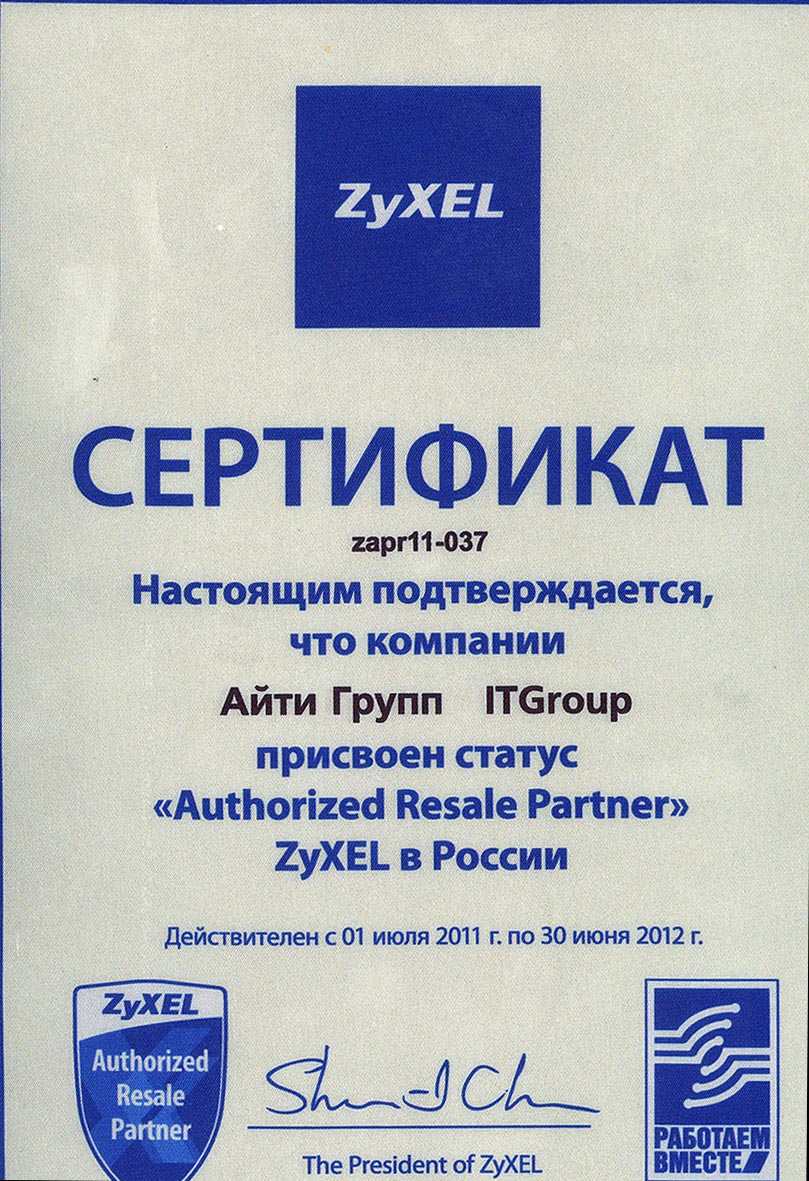 ZyXEL
СЕРТИФИКАТ
zapr11-037
Настоящим подтверждается,
что компании
Айти Групп ITGroup
присвоен статус
«Authorized Resale Partner»
ZyXEL в России
Действителен с 01 июля 2011 г. по 30 июня 2012 г.
ZyXEL
Authorized
Resale
Partner
The President of ZyXEL
РАБОТАЕМ
ВМЕСТЕ